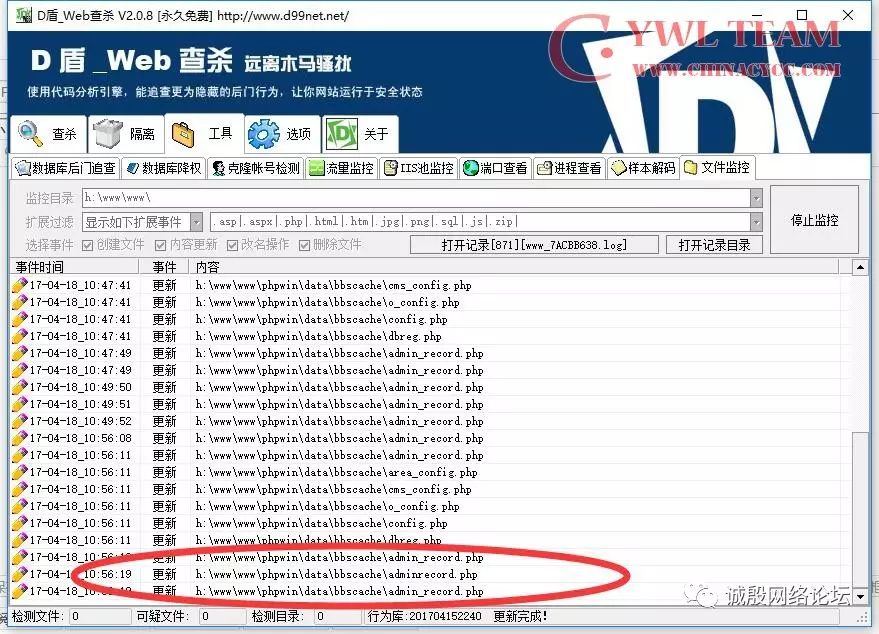 D盾_Web查杀 V2.0.8 [永久免费] http://www.d99net.net/
YWL TEAM
WWW.CHINACYCC.COM
D 盾 _Web 查杀 远离木马骚扰
使用代码分析引擎, 能追查更为隐藏的后门行为, 让你网站运行于安全状态
查杀 隔离 工具 选项 关于
数据库后门追查 数据库降权 克隆帐号检测 流量监控 IIS池监控 端口查看 进程查看 样本解码 文件监控
监控目录 h:\www\www\
扩展过滤 显示如下扩展事件 .asp|.aspx|.php|.html|.htm|.jpg|.png|.sql|.js|.zip|
停止监控
选择事件 创建文件 内容更新 改名操作 删除文件 打开记录[871][www_7ACBB638.log] 打开记录目录
事件时间 事件 内容
17-04-18_10:47:41 更新 h:\www\www\phpwin\data\bbscache\cms_config.php
17-04-18_10:47:41 更新 h:\www\www\phpwin\data\bbscache\o_config.php
17-04-18_10:47:41 更新 h:\www\www\phpwin\data\bbscache\config.php
17-04-18_10:47:41 更新 h:\www\www\phpwin\data\bbscache\dbreg.php
17-04-18_10:47:49 更新 h:\www\www\phpwin\data\bbscache\admin_record.php
17-04-18_10:47:49 更新 h:\www\www\phpwin\data\bbscache\admin_record.php
17-04-18_10:49:50 更新 h:\www\www\phpwin\data\bbscache\admin_record.php
17-04-18_10:49:51 更新 h:\www\www\phpwin\data\bbscache\admin_record.php
17-04-18_10:49:52 更新 h:\www\www\phpwin\data\bbscache\admin_record.php
17-04-18_10:56:08 更新 h:\www\www\phpwin\data\bbscache\admin_record.php
17-04-18_10:56:11 更新 h:\www\www\phpwin\data\bbscache\admin_record.php
17-04-18_10:56:11 更新 h:\www\www\phpwin\data\bbscache\area_config.php
17-04-18_10:56:11 更新 h:\www\www\phpwin\data\bbscache\cms_config.php
17-04-18_10:56:11 更新 h:\www\www\phpwin\data\bbscache\o_config.php
17-04-18_10:56:11 更新 h:\www\www\phpwin\data\bbscache\config.php
17-04-18_10:56:11 更新 h:\www\www\phpwin\data\bbscache\dbreg.php
更新 h:\www\www\phpwin\data\bbscache\admin_record.php
17-04-18_10:56:19 更新 h:\www\www\phpwin\data\bbscache\adminrecord.php
更新 h:\www\www\phpwin\data\bbscache\admin_record.php
诚殷网络论坛
检测文件: 0 可疑文件: 0 检测目录: 0 行为库:201704152240 更新完成!